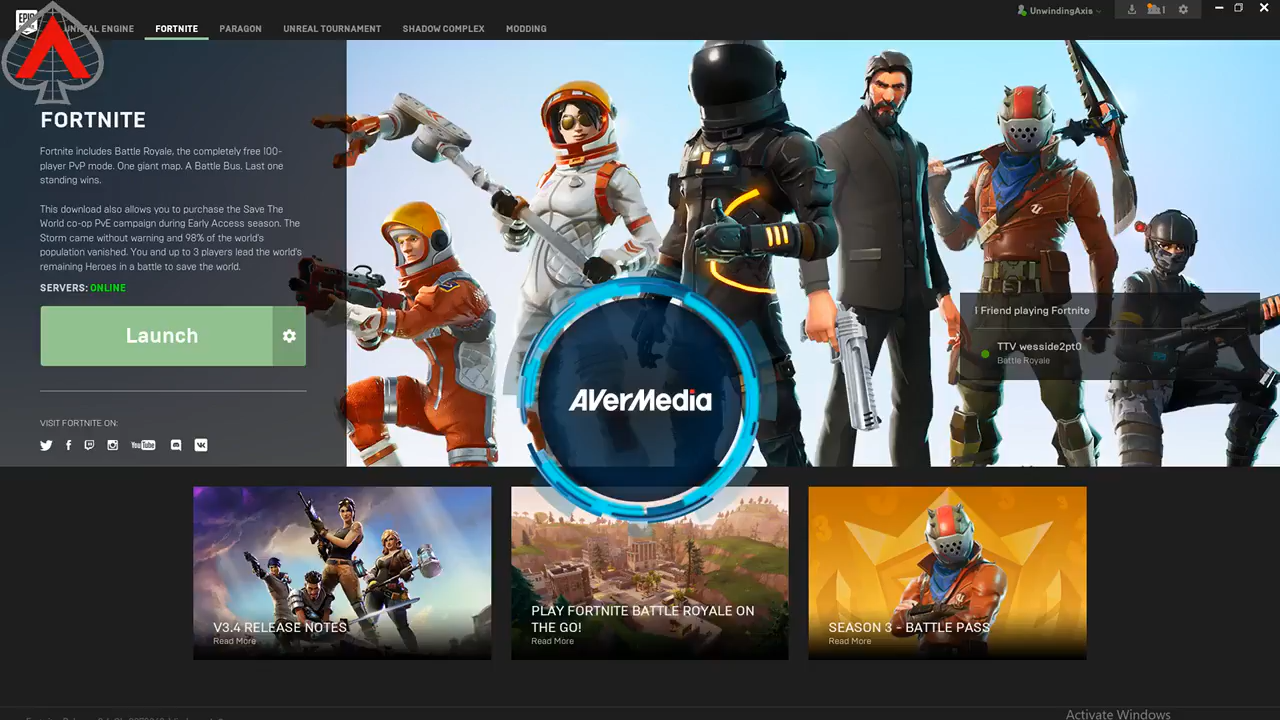 EPIC
UNREAL ENGINE
FORTNITE
PARAGON
UNREAL TOURNAMENT
SHADOW COMPLEX
MODDING
UnwindingAxis
1
FORTNITE
Fortnite includes Battle Royale, the completely free 100-
player PvP mode. One giant map. A Battle Bus. Last one
standing wins.
This download also allows you to purchase the Save The
World co-op PvE campaign during Early Access season. The
Storm came without warning and 98% of the world's
population vanished. You and up to 3 players lead the world's
remaining Heroes in a battle to save the world.
SERVERS: ONLINE
Launch
VISIT FORTNITE ON:
You Tube
1 Friend playing Fortnite
TTV wesside2pt0
Battle Royale
AVerMedia
V3.4 RELEASE NOTES
Read More
PLAY FORTNITE BATTLE ROYALE ON
THE GO!
Read More
SEASON 3 - BATTLE PASS
Read More
Activate Windows